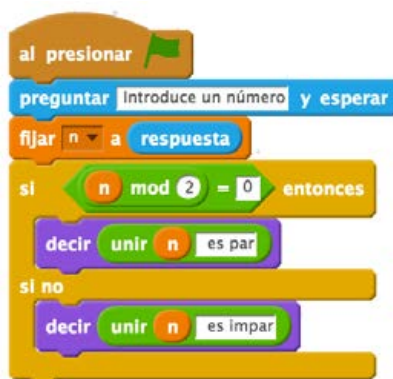 al presionar
preguntar Introduce un número y esperar
fijar n a respuesta
si n mod 2 = 0 entonces
decir unir n es par
si no
decir unir n es impar